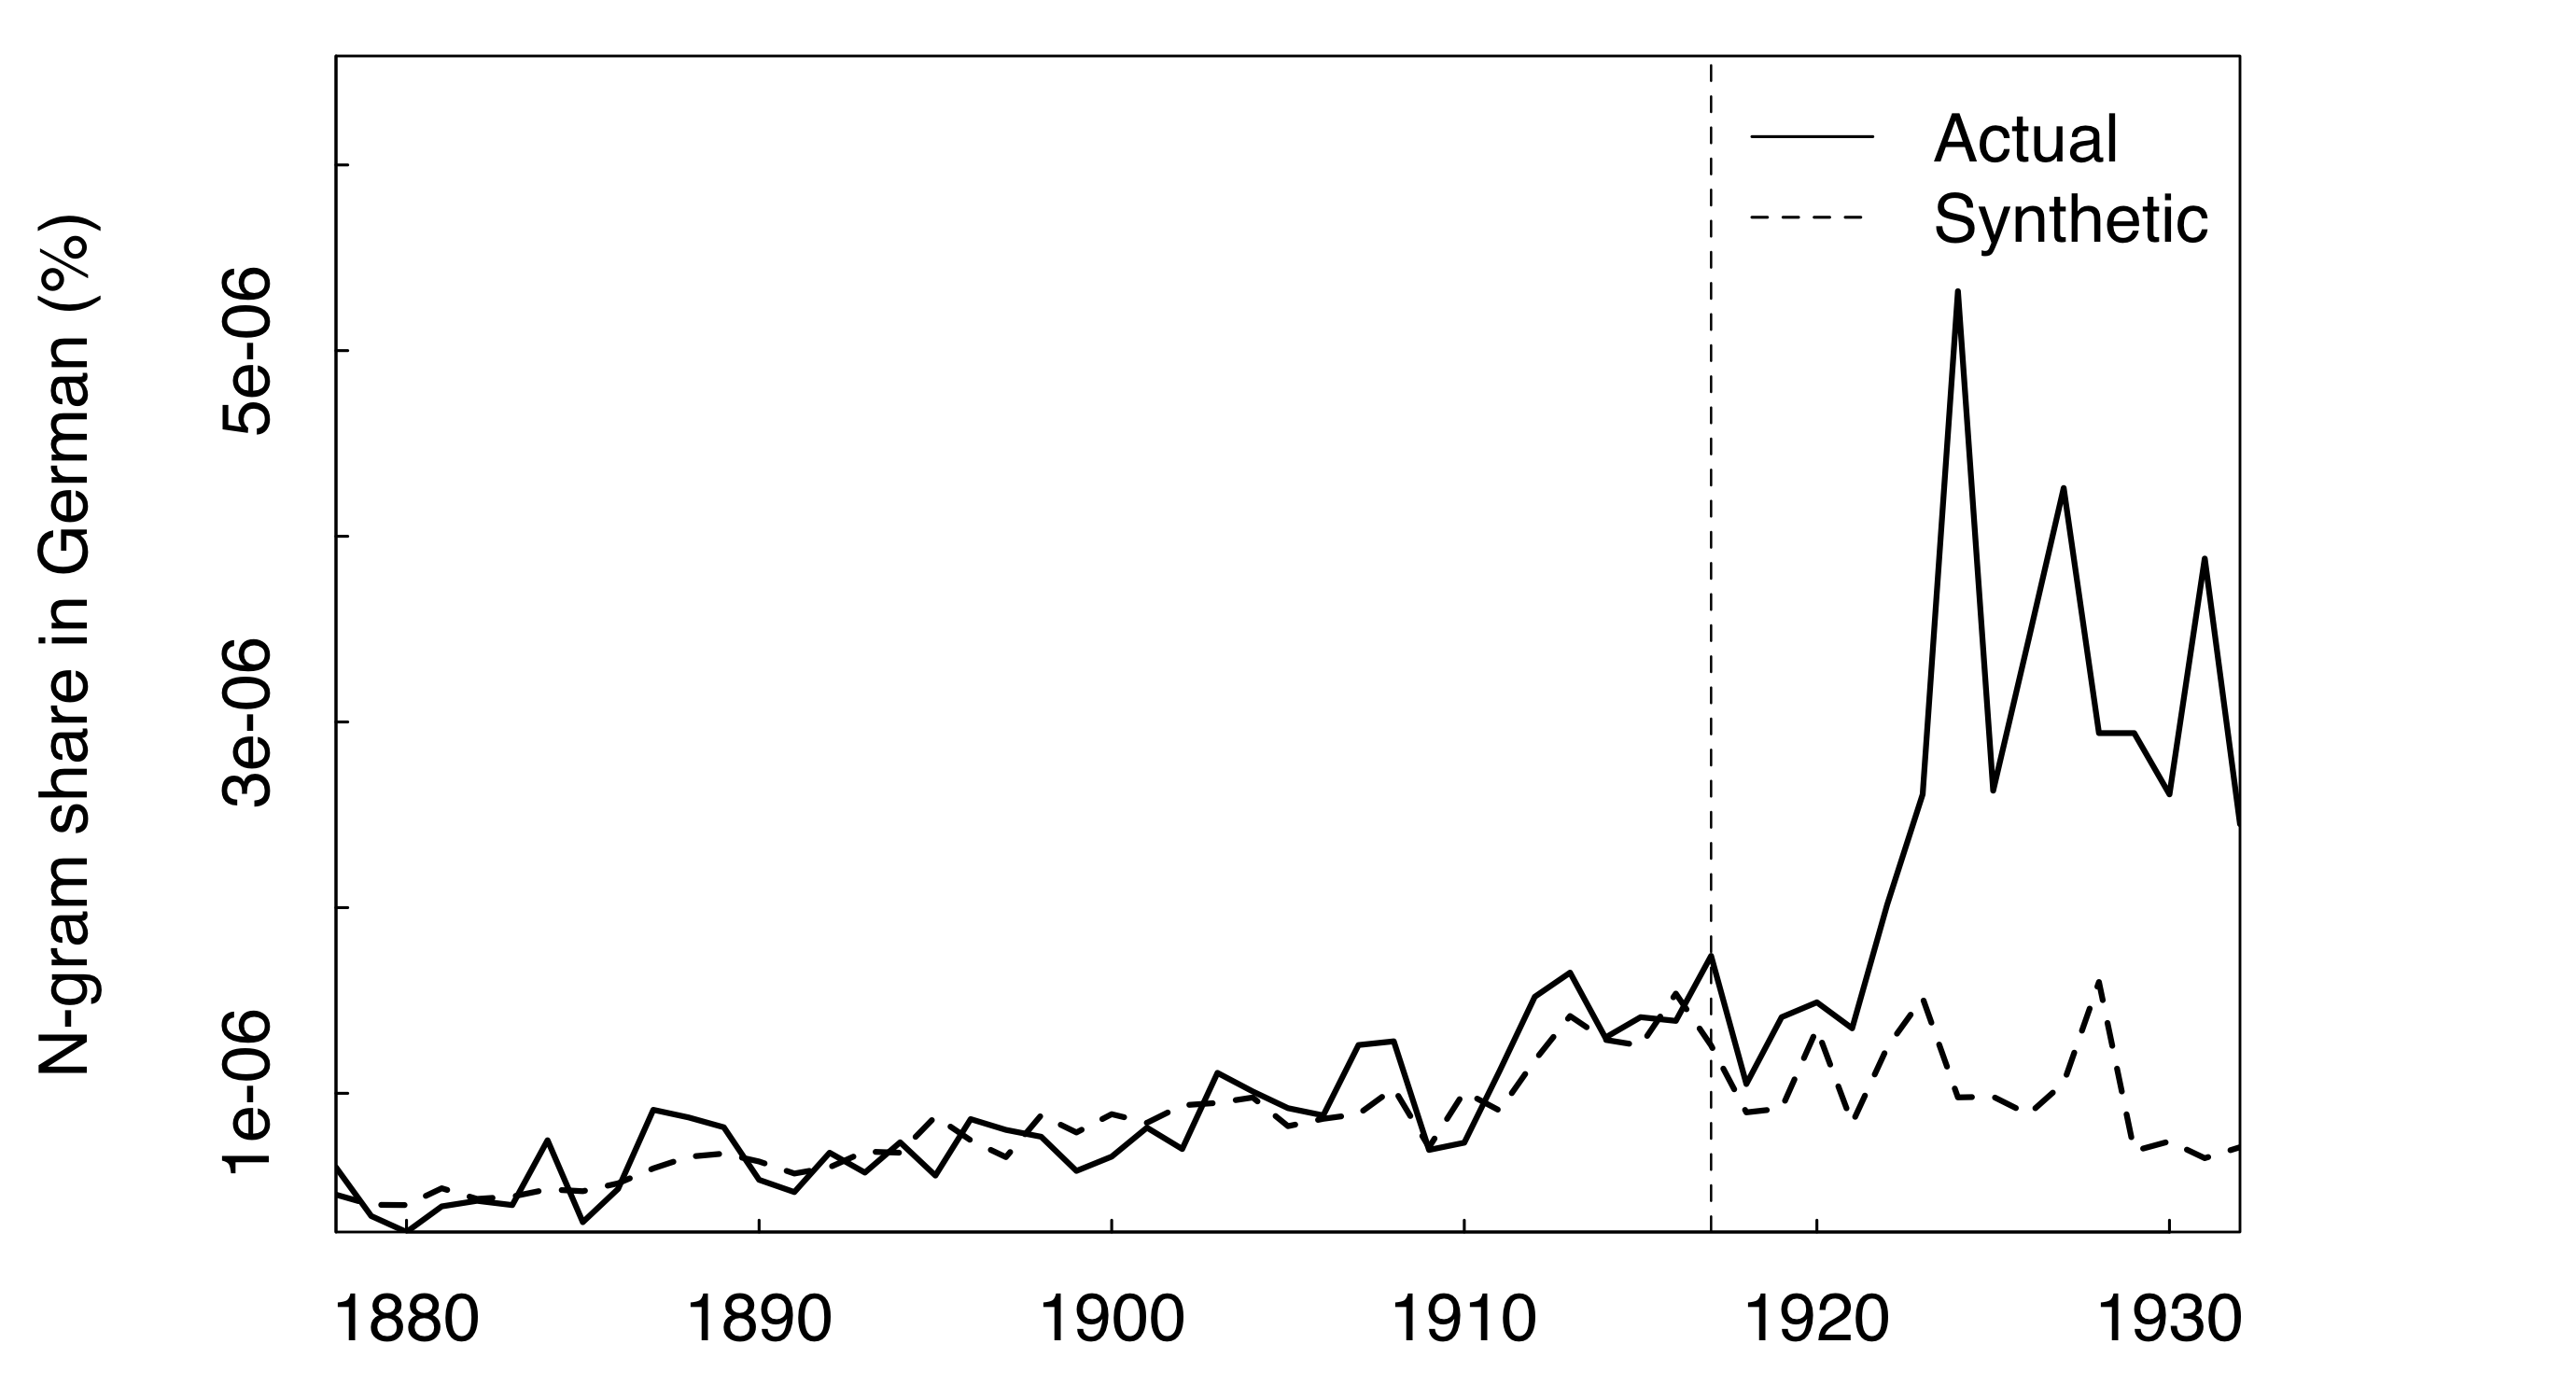 N-gram share in German (%)
5e-06
3e-06
1e-06
Actual
Synthetic
1880 1890 1900 1910 1920 1930